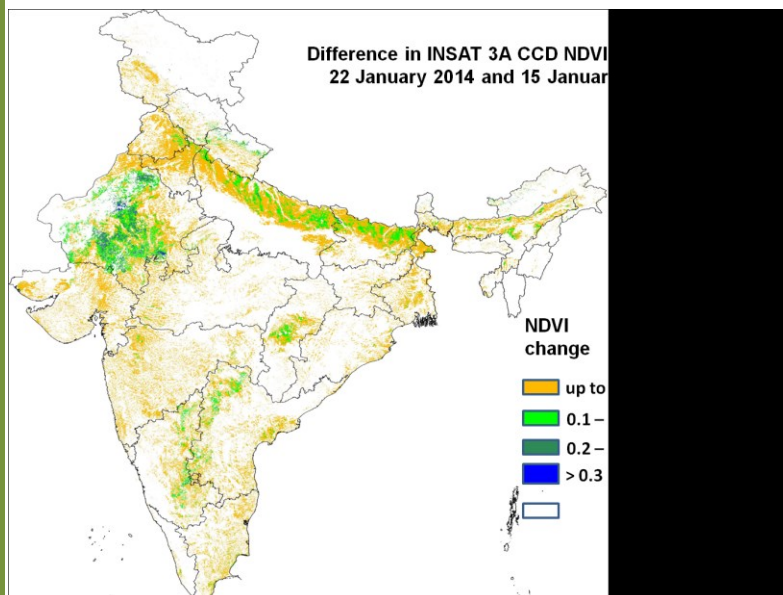 Difference in INSAT 3A CCD NDVI
22 January 2014 and 15 Januar
NDVI
change
up to
0.1 –
0.2 –
> 0.3